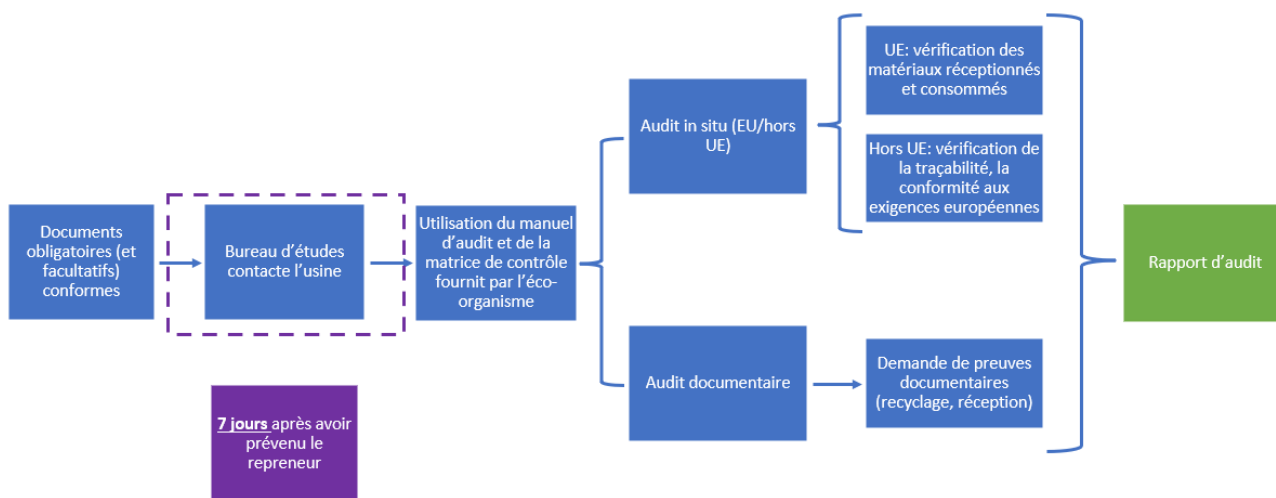 Documents
obligatoires (et
facultatifs)
conformes
Bureau d’études
contacte l’usine
7 jours après avoir
prévenu le
repreneur
Utilisation du manuel
d’audit et de la
matrice de contrôle
fournit par l’éco-
organisme
Audit in situ (EU/hors
UE)
UE: vérification des
matériaux réceptionnés
et consommés
Hors UE: vérification de
la traçabilité, la
conformité aux
exigences européennes
Audit documentaire
Demande de preuves
documentaires
(recyclage, réception)
Rapport d’audit